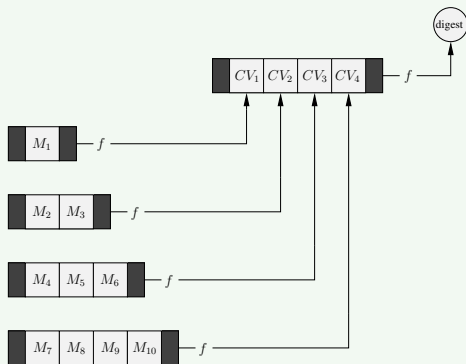 digest
CV₁ CV₂ CV₃ CV₄ f
M₁ f
M₂ M₃ f
M₄ M₅ M₆ f
M₇ M₈ M₉ M₁₀ f